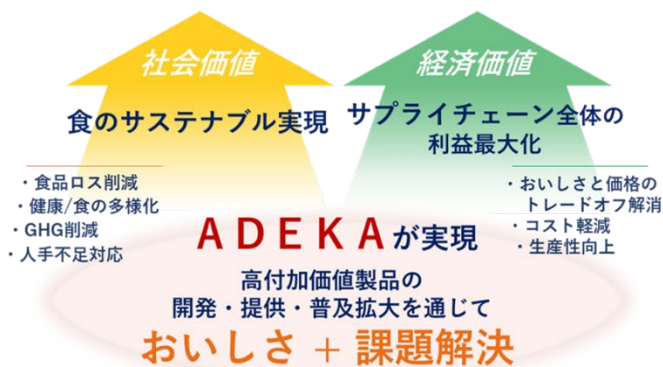 社会価値
食のサステナブル実現
・食品ロス削減
・健康/食の多様化
・GHG削減
・人手不足対応
経済価値
サプライチェーン全体の
利益最大化
・おいしさと価格の
トレードオフ解消
・コスト軽減
・生産性向上
ADEKAが実現
高付加価値製品の
開発・提供・普及拡大を通じて
おいしさ + 課題解決